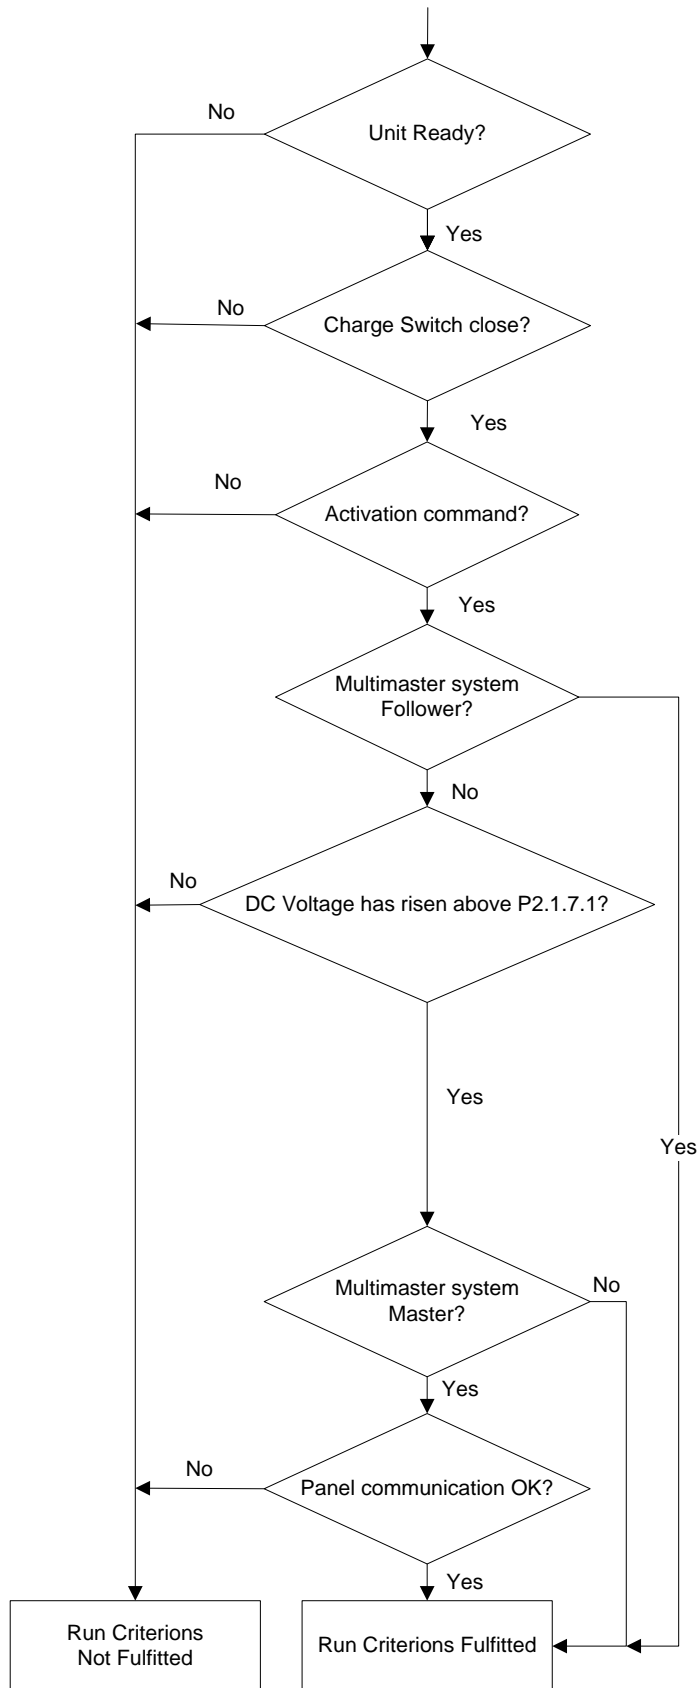 No
Unit Ready?
Yes
No
Charge Switch close?
Yes
No
Activation command?
Yes
Multimaster system
Follower?
No
No
DC Voltage has risen above P2.1.7.1?
Yes
Yes
Multimaster system
Master?
No
Yes
No
Panel communication OK?
Yes
Run Criterions
Not Fulfitted
Run Criterions Fulfitted